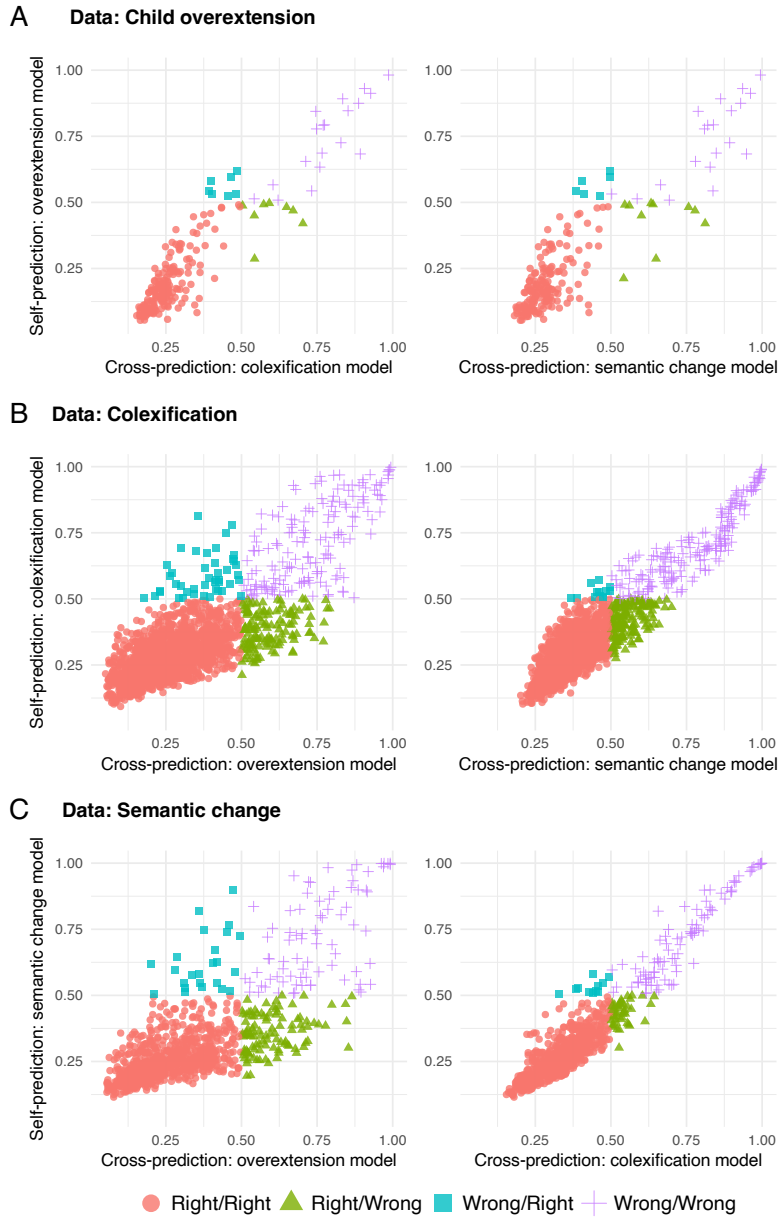 A Data: Child overextension
Self-prediction: overextension model
1.00
0.75
0.50
0.25
0.25 0.50 0.75 1.00
Cross-prediction: colexification model
1.00
0.75
0.50
0.25
0.25 0.50 0.75 1.00
Cross-prediction: semantic change model
B Data: Colexification
Self-prediction: colexification model
1.00
0.75
0.50
0.25
0.25 0.50 0.75 1.00
Cross-prediction: overextension model
1.00
0.75
0.50
0.25
0.25 0.50 0.75 1.00
Cross-prediction: semantic change model
C Data: Semantic change
Self-prediction: semantic change model
1.00
0.75
0.50
0.25
0.25 0.50 0.75 1.00
Cross-prediction: overextension model
1.00
0.75
0.50
0.25
0.25 0.50 0.75 1.00
Cross-prediction: colexification model
Right/Right Right/Wrong Wrong/Right Wrong/Wrong